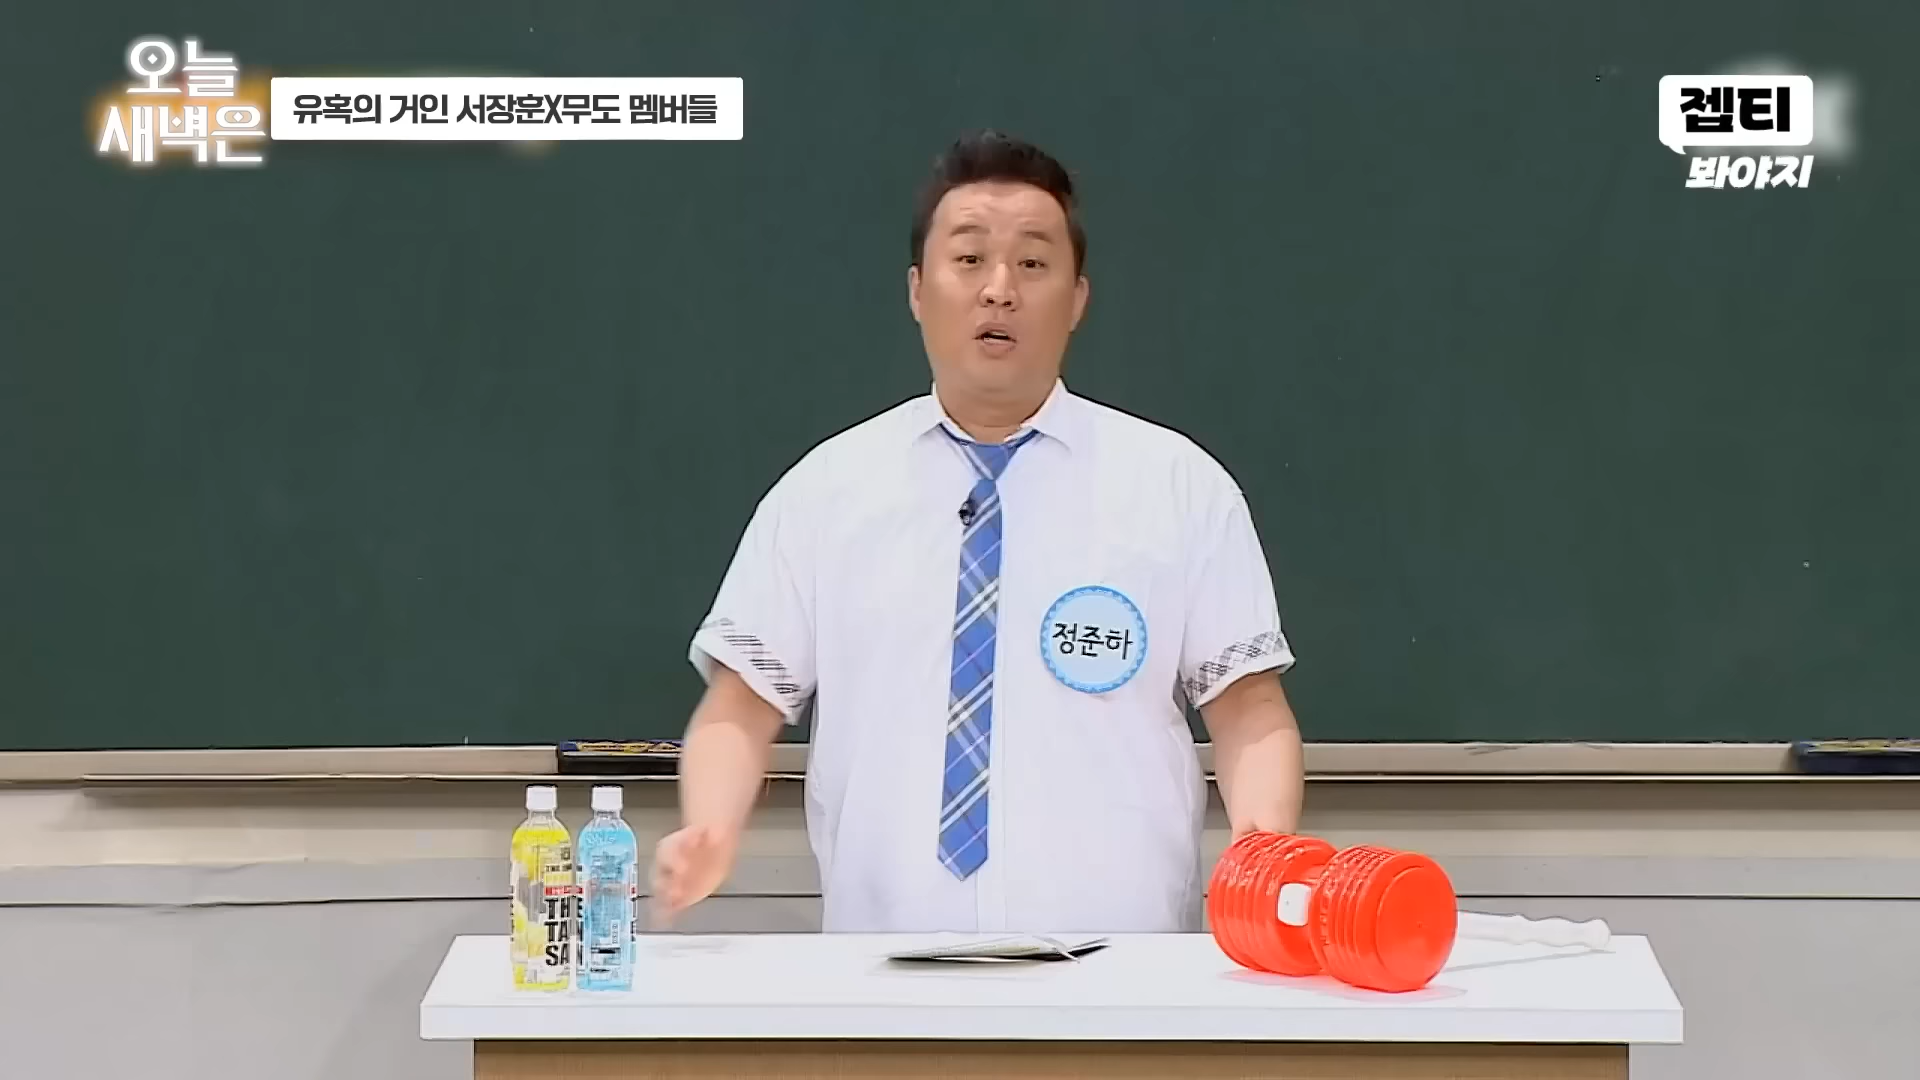 오늘
새벽은
유혹의 거인 서장훈X무도 멤버들
젭티
봐야지
정준하
THE
TAN
SAN